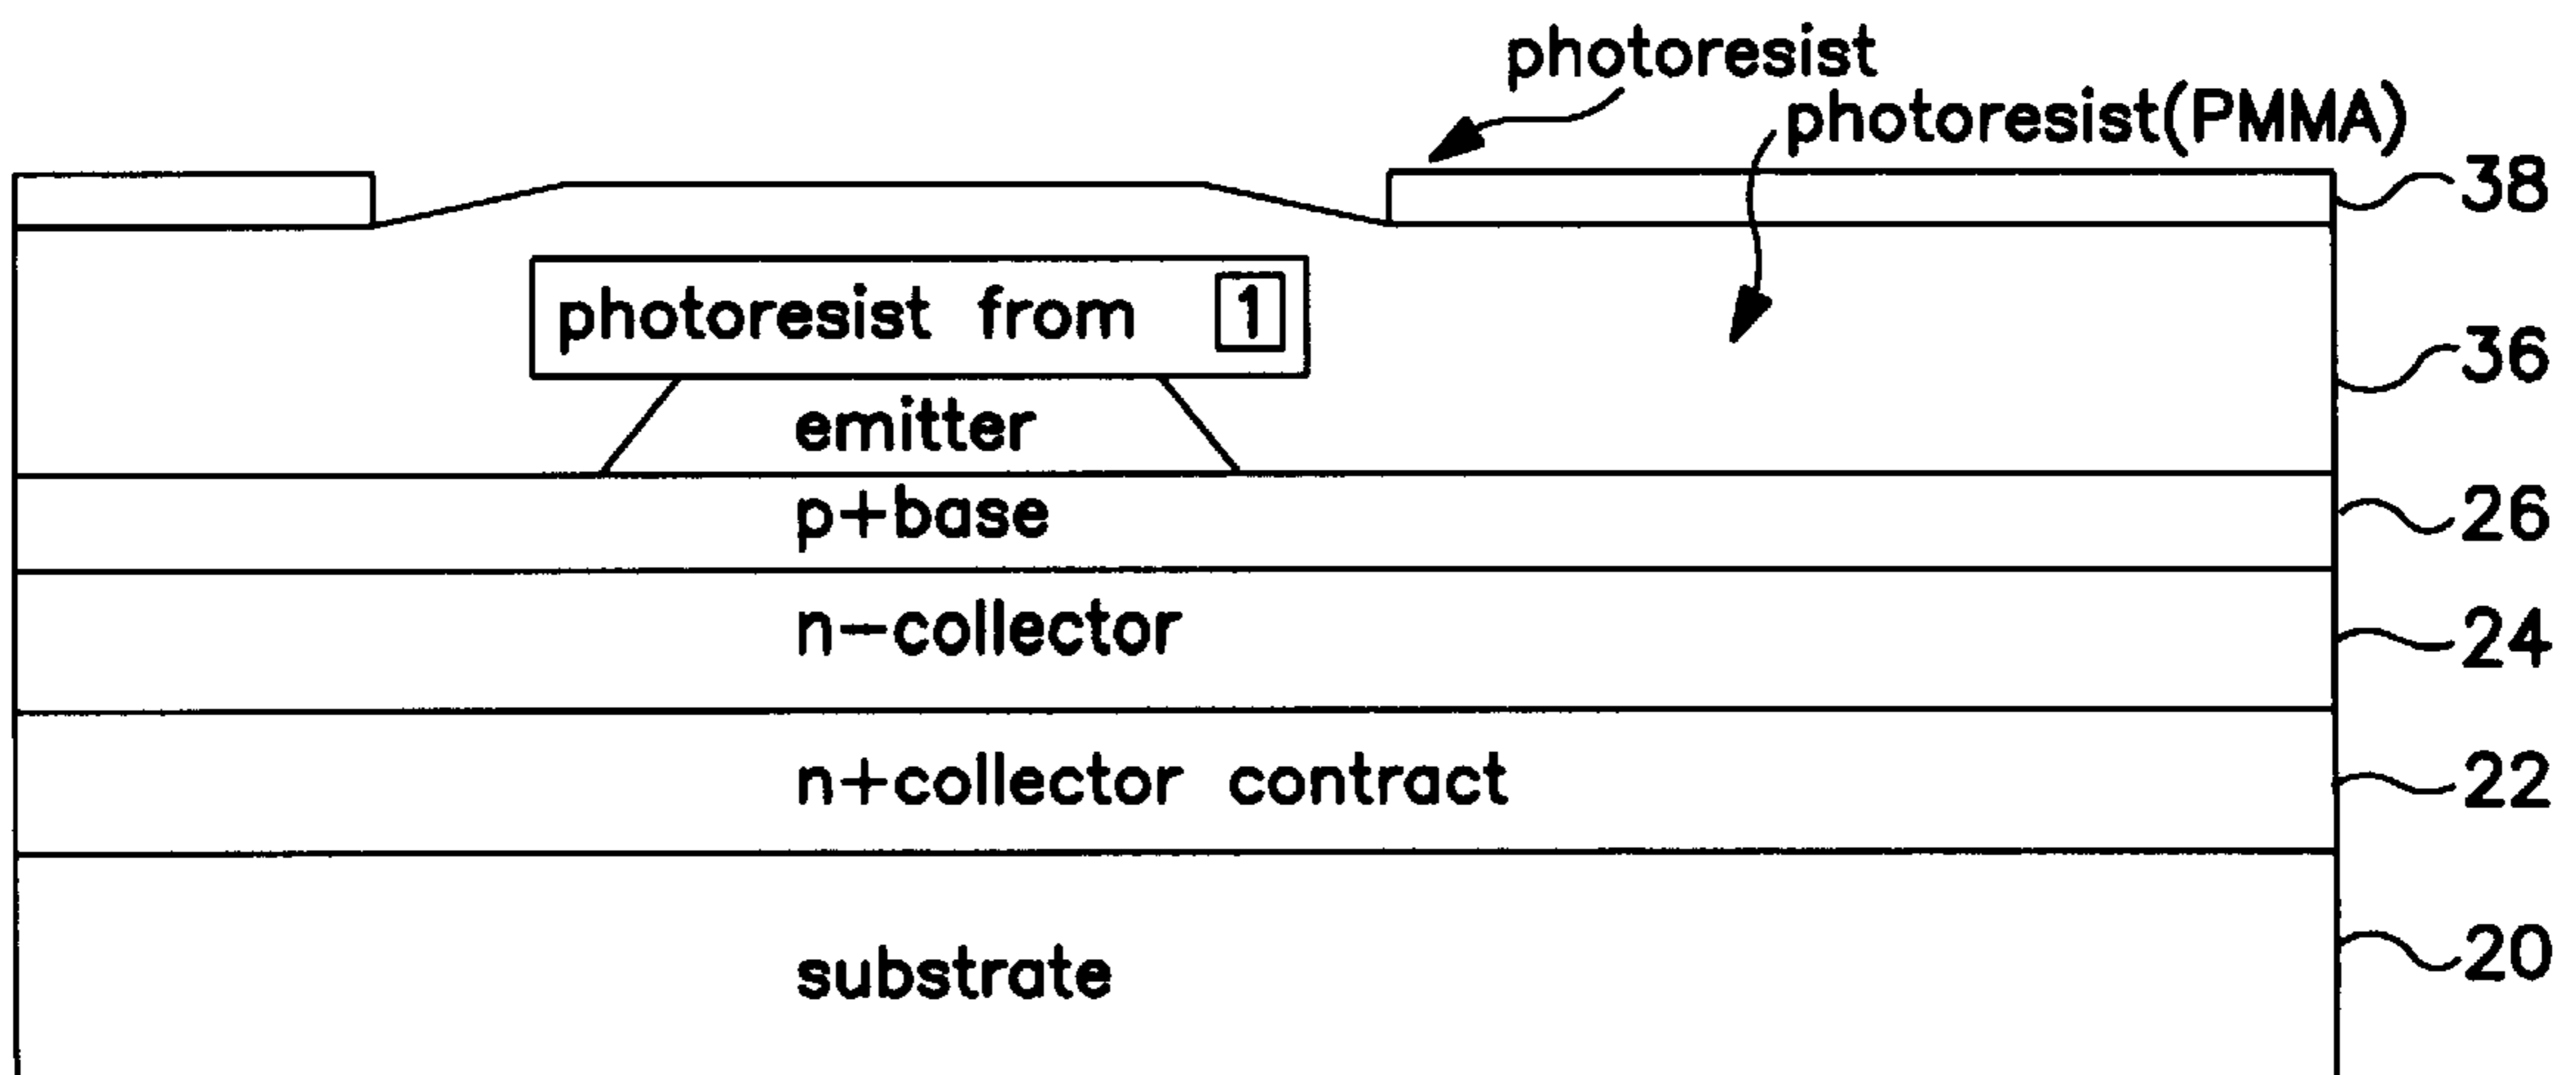 photoresist
photoresist(PMMA)
38
photoresist from 1
36
emitter
p+base
26
n-collector
24
n+collector contract
22
substrate
20